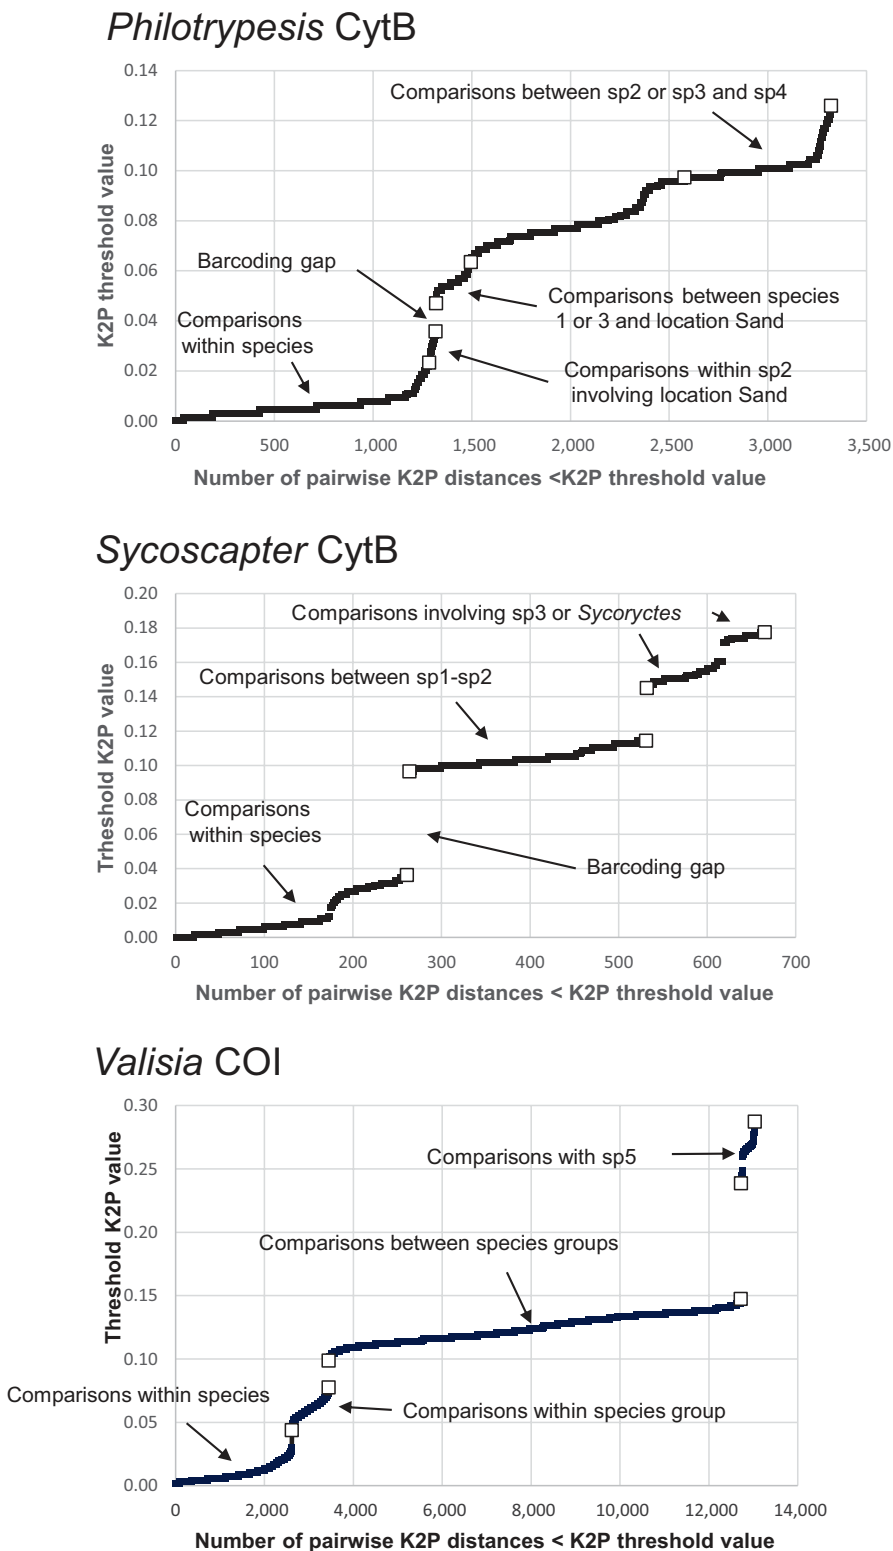 Philotrypesis CytB
0.14
Comparisons between sp2 or sp3 and sp4
0.12
0.10
K2P threshold value
0.08
Barcoding gap
0.06
Comparisons between species
1 or 3 and location Sand
0.04
Comparisons
within species
Comparisons within sp2
involving location Sand
0.02
0.00
0 500 1,000 1,500 2,000 2,500 3,000 3,500
Number of pairwise K2P distances <K2P threshold value
Sycoscapter CytB
0.20
Comparisons involving sp3 or Sycoryctes
0.18
0.16
Comparisons between sp1-sp2
0.14
Trheshold K2P value
0.12
0.10
0.08
Comparisons
within species
0.06
Barcoding gap
0.04
0.02
0.00
0 100 200 300 400 500 600 700
Number of pairwise K2P distances < K2P threshold value
Valisia COI
0.30
Threshold K2P value
Comparisons with sp5
0.25
Comparisons between species groups
0.20
0.15
0.10
Comparisons within species
Comparisons within species group
0.05
0.00
0 2,000 4,000 6,000 8,000 10,000 12,000 14,000
Number of pairwise K2P distances < K2P threshold value